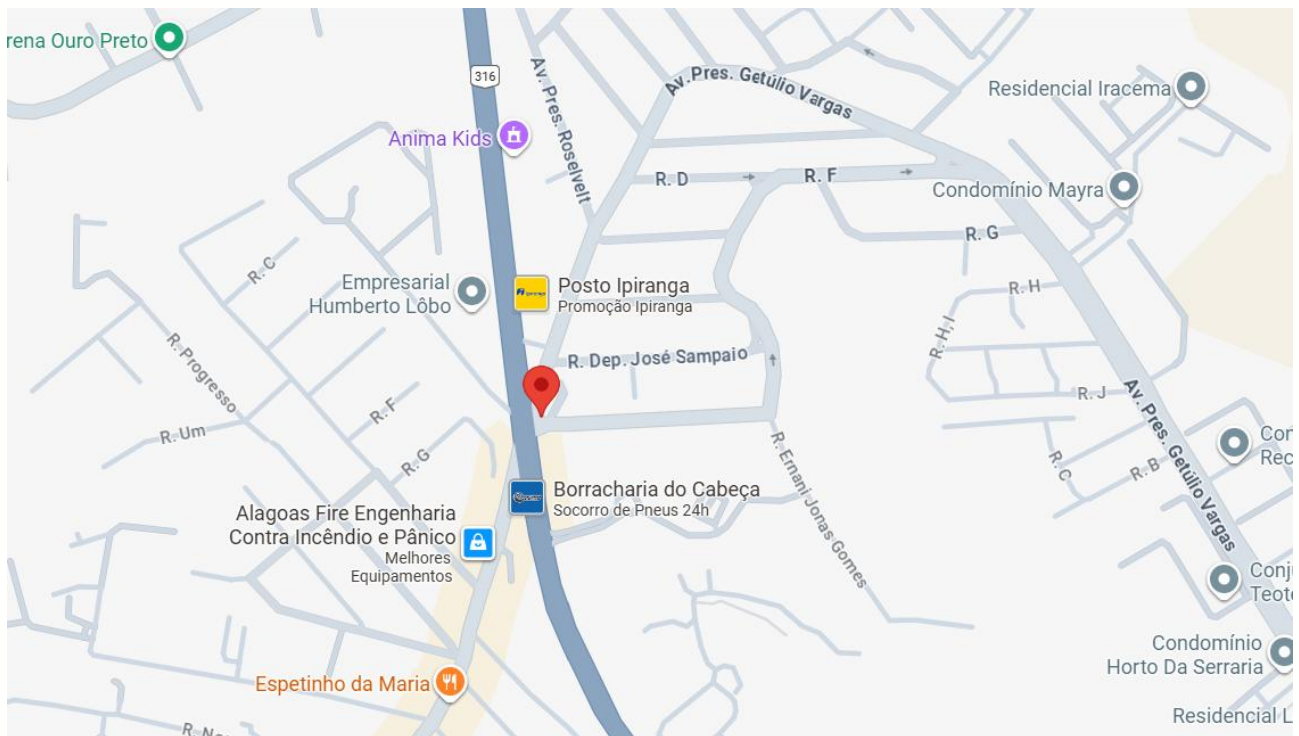 rena Ouro Preto
316
Av. Pres. Roselvelt
Av. Pres. Getúlio Vargas
Residencial Iracema
Anima Kids
R. D
R. F
Condomínio Mayra
R. G
R. C
Empresarial
Humberto Lôbo
Posto Ipiranga
Promoção Ipiranga
R. H
R. H,I
R. Progresso
R. Dep. José Sampaio
R. F
R. J
Av. Pres. Getúlio Vargas
R. Um
R. G
R. Ernani Jonas Gomes
R. C
R. B
Con
Rec
Borracharia do Cabeça
Socorro de Pneus 24h
Alagoas Fire Engenharia
Contra Incêndio e Pânico
Melhores
Equipamentos
Conju
Teote
Condomínio
Horto Da Serraria
Espetinho da Maria
Residencial L